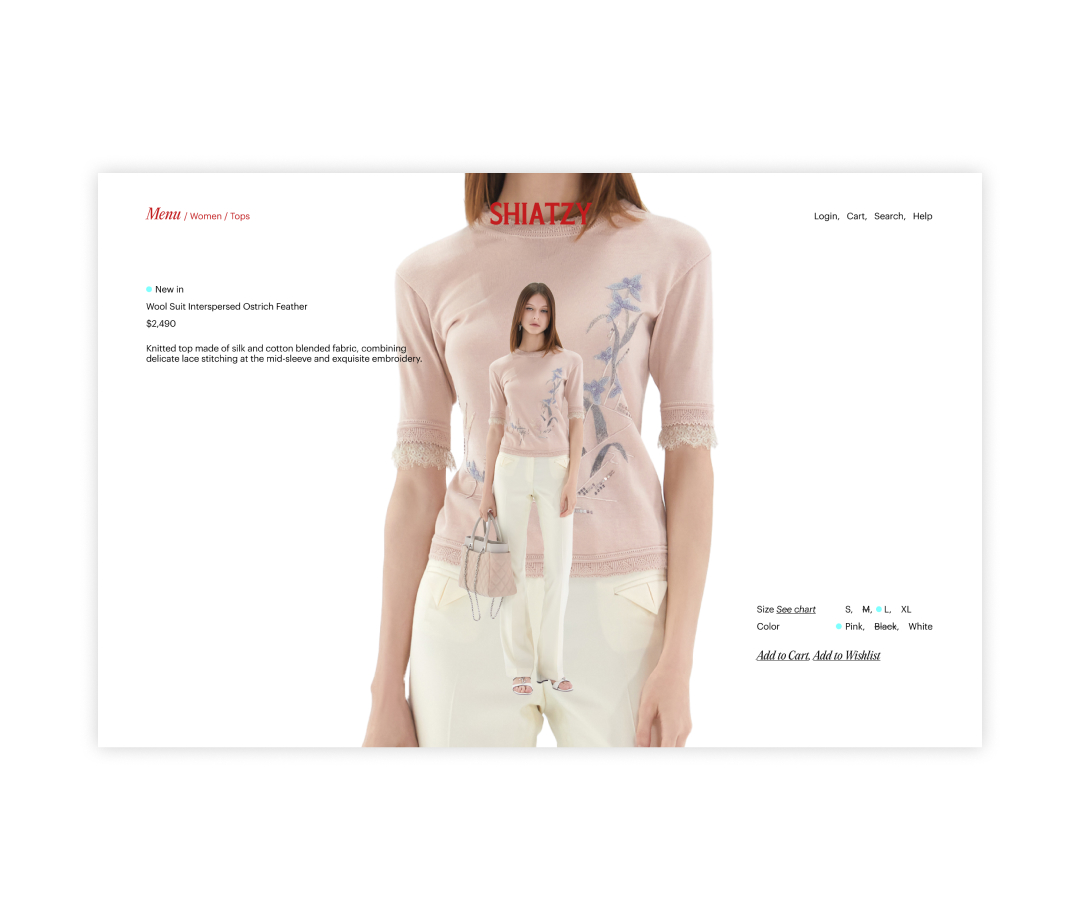 Menu / Women / Tops
SHIATZY
Login, Cart, Search, Help
New in
Wool Suit Interspersed Ostrich Feather
$2,490
Knitted top made of silk and cotton blended fabric, combining
delicate lace stitching at the mid-sleeve and exquisite embroidery.
Size See chart S, M, L, XL
Color Pink, Black, White
Add to Cart, Add to Wishlist